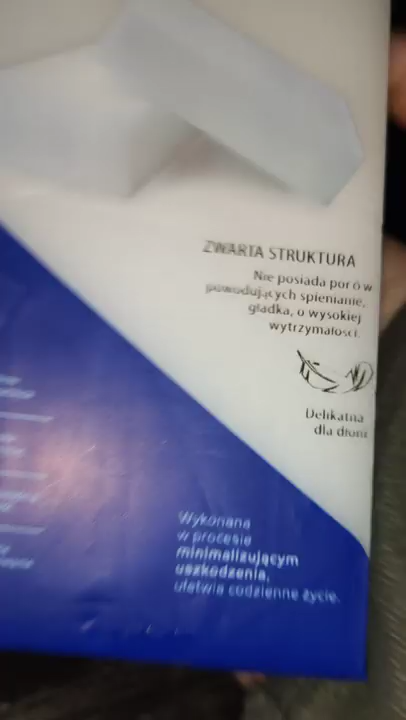 ZWARTA STRUKTURA
Nie posiada porów
powodujących spienianie,
gładka, o wysokiej
wytrzymałości.
Delikatna
dla dłoni
Wykonana
w procesie
minimalizującym
uszkodzenia,
ułatwia codzienne życie.